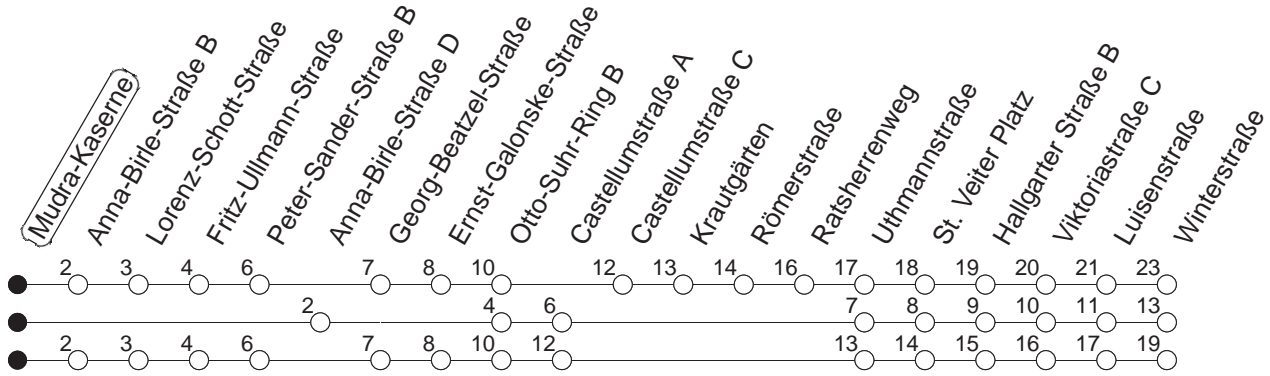 Mudra-Kaserne
Anna-Birle-Straße B
Lorenz-Schott-Straße
Fritz-Ullmann-Straße
Peter-Sander-Straße B
Anna-Birle-Straße D
Georg-Beatzel-Straße
Ernst-Galonske-Straße
Otto-Suhr-Ring B
Castellumstraße A
Castellumstraße C
Krautgärten
Römerstraße
Ratsherrenweg
Uthmannstraße
St. Veiter Platz
Hallgarter Straße B
Viktoriastraße C
Luisenstraße
Winterstraße
2 3 4 6 7 8 10 12 13 14 16 17 18 19 20 21 23
2 4 6 7 8 9 10 11 13
2 3 4 6 7 8 10 12 13 14 15 16 17 19